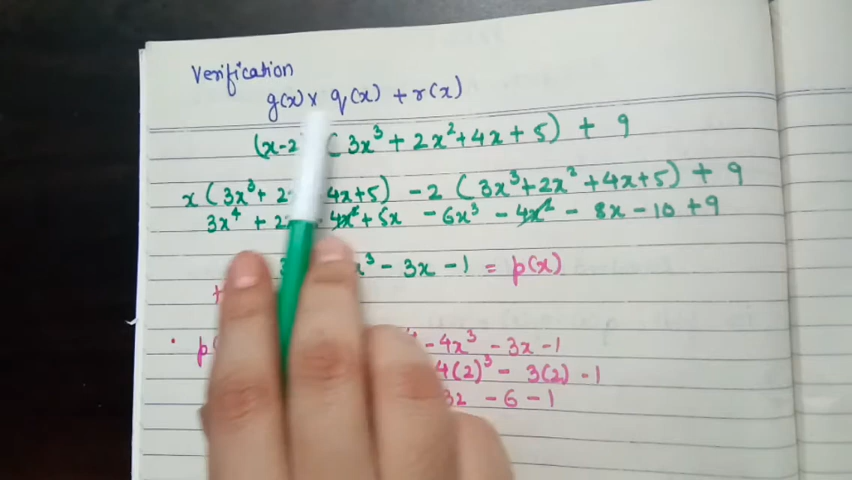 Verification
g(x) x q(x) + r(x)
(x-2 (3x³ + 2x² + 4x + 5) + 9
x (3x³ + 2 4x + 5) - 2 (3x³ + 2x² + 4x + 5) + 9
3x⁴ + 2 4x² + 5x - 6x³ - 4x² - 8x - 10 + 9
x³ - 3x - 1 = p(x)
- 4x³ - 3x - 1
4(2)³ - 3(2) - 1
32 - 6 - 1